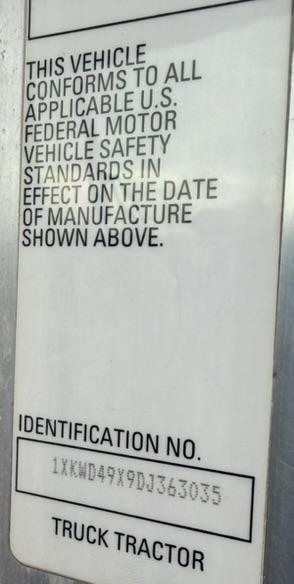 THIS VEHICLE
CONFORMS TO ALL
APPLICABLE U.S.
FEDERAL MOTOR
VEHICLE SAFETY
STANDARDS IN
EFFECT ON THE DATE
OF MANUFACTURE
SHOWN ABOVE.
IDENTIFICATION NO.
1XKWD49X9DJ363035
TRUCK TRACTOR